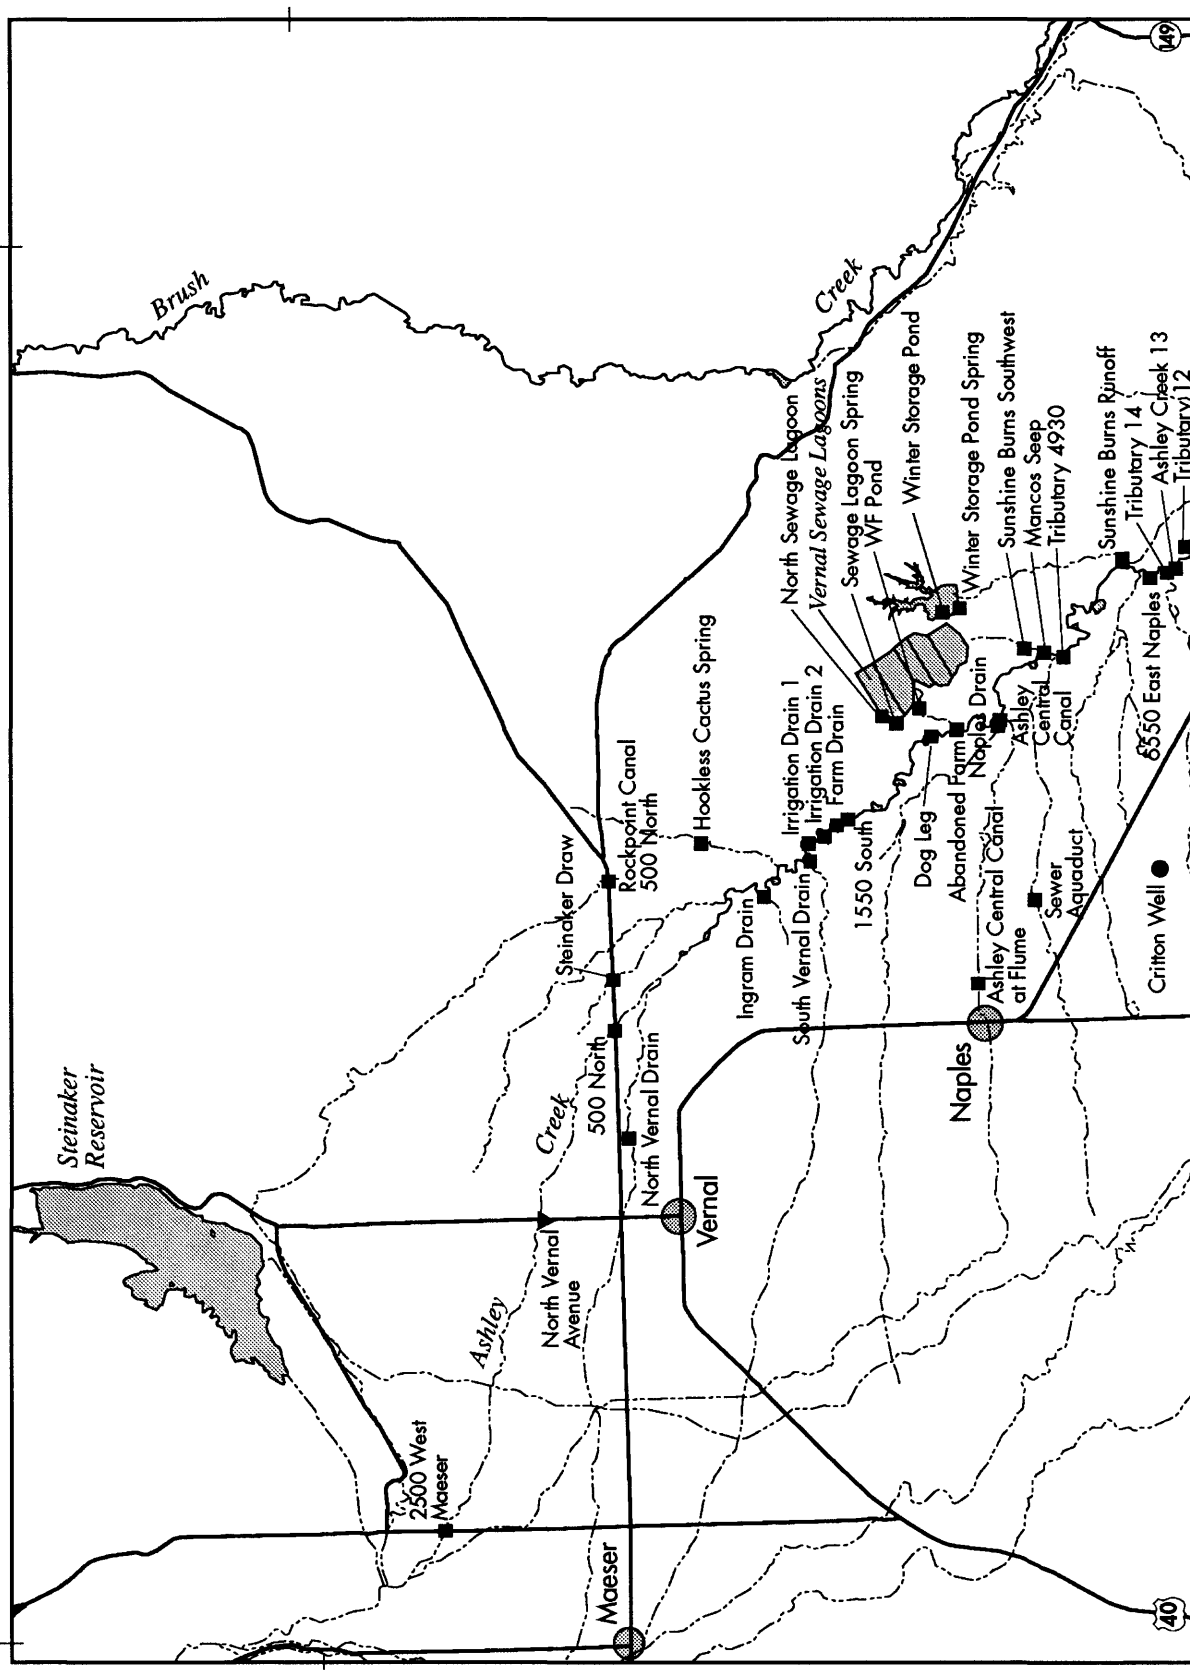 149
Brush
Creek
Steinaker
Reservoir
North Sewage Lagoon
Vernal Sewage Lagoons
Sewage Lagoon Spring
WF Pond
Winter Storage Pond
Winter Storage Pond Spring
Sunshine Burns Southwest
Mancos Seep
Tributary 4930
Sunshine Burns Runoff
Tributary 14
Ashley Creek 13
Tributary 12
Hookless Cactus Spring
Rockpoint Canal
500 North
Steinaker Draw
Irrigation Drain 1
Irrigation Drain 2
Farm Drain
Naples Drain
Ashley
Central
Canal
6550 East Naples
Ingram Drain
South Vernal Drain
1550 South
Dog Leg
Abandoned Farm
Ashley Central Canal
at Flume
Sewer
Aquaduct
Critton Well
500 North
North Vernal Drain
Creek
Naples
Vernal
North Vernal
Avenue
Ashley
2500 West
Maeser
Maeser
40